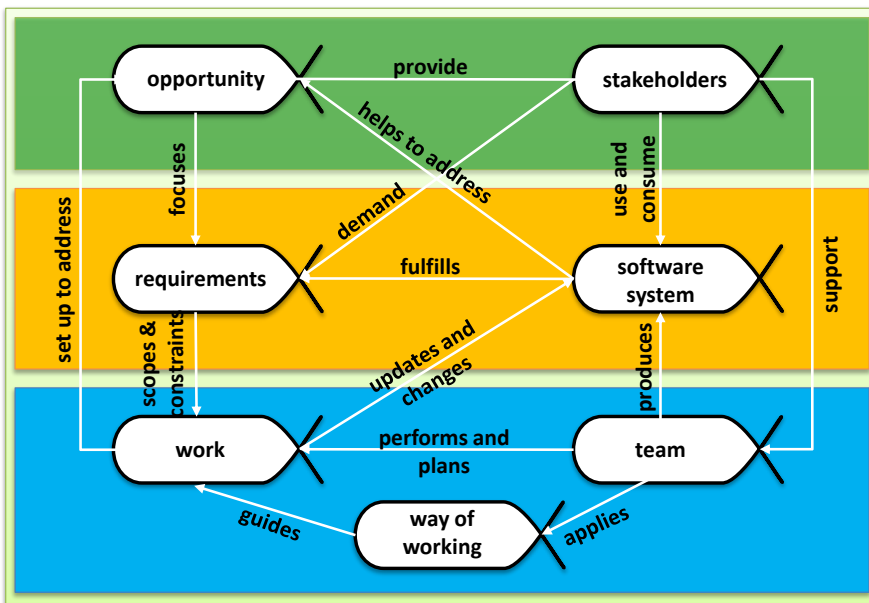 opportunity
provide
stakeholders
helps to address
focuses
use and
consume
demand
set up to address
support
requirements
fulfills
software
system
scopes &
constraints
updates and
changes
produces
work
performs and
plans
team
guides
way of
working
applies